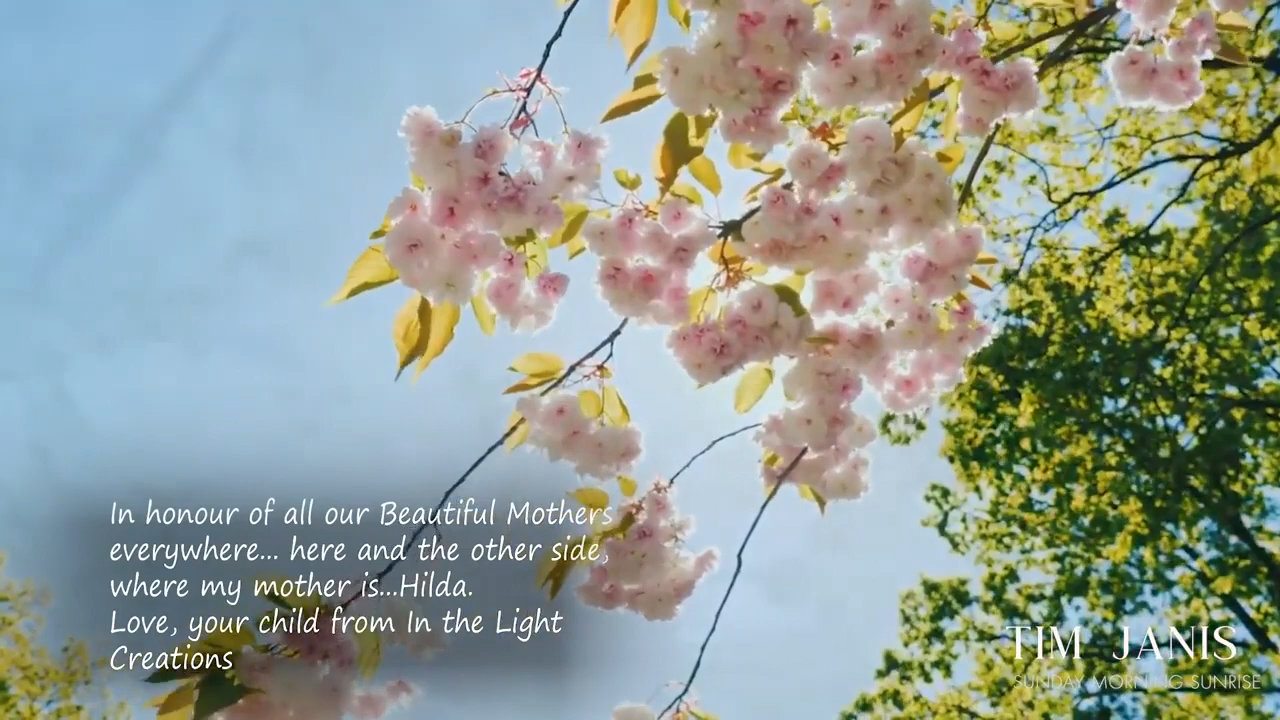 In honour of all our Beautiful Mothers
everywhere... here and the other side,
where my mother is...Hilda.
Love, your child from In the Light
Creations
TIM JANIS
SUNDAY MORNING SUNRISE